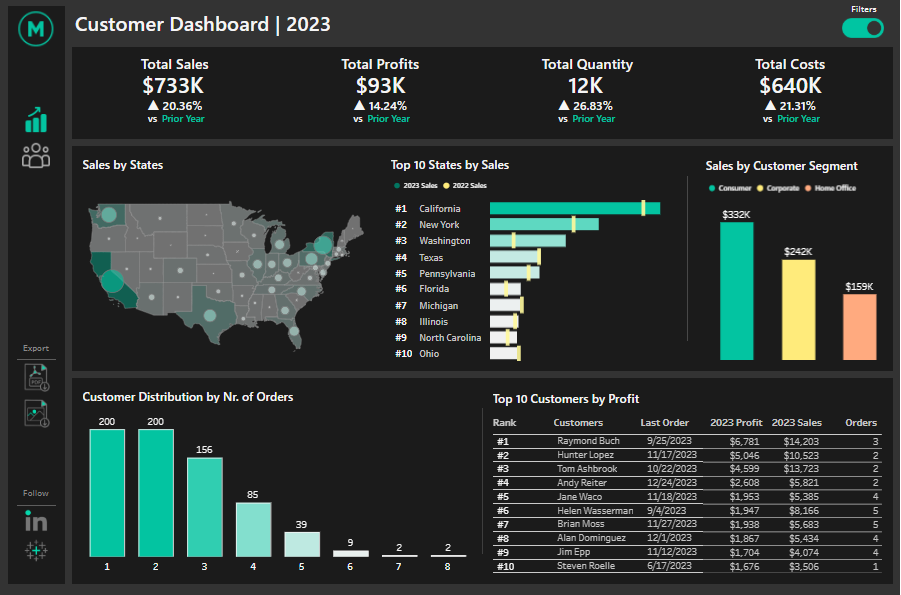 M
Customer Dashboard | 2023
Filters
Total Sales
$733K
▲ 20.36%
vs Prior Year
Total Profits
$93K
▲ 14.24%
vs Prior Year
Total Quantity
12K
▲ 26.83%
vs Prior Year
Total Costs
$640K
▲ 21.31%
vs Prior Year
Sales by States
Top 10 States by Sales
2023 Sales 2022 Sales
#1 California
#2 New York
#3 Washington
#4 Texas
#5 Pennsylvania
#6 Florida
#7 Michigan
#8 Illinois
#9 North Carolina
#10 Ohio
Sales by Customer Segment
Consumer Corporate Home Office
$332K
$242K
$159K
Export
PDF
Follow
in
Customer Distribution by Nr. of Orders
200 200 156 85 39 9 2 2
1 2 3 4 5 6 7 8
Top 10 Customers by Profit
Rank Customers Last Order 2023 Profit 2023 Sales Orders
#1 Raymond Buch 9/25/2023 $6,781 $14,203 3
#2 Hunter Lopez 11/17/2023 $5,046 $10,523 2
#3 Tom Ashbrook 10/22/2023 $4,599 $13,723 2
#4 Andy Reiter 12/24/2023 $2,608 $5,821 2
#5 Jane Waco 11/18/2023 $1,953 $5,385 4
#6 Helen Wasserman 9/4/2023 $1,947 $8,166 5
#7 Brian Moss 11/27/2023 $1,938 $5,683 5
#8 Alan Dominguez 12/1/2023 $1,867 $5,434 4
#9 Jim Epp 11/12/2023 $1,704 $4,074 4
#10 Steven Roelle 6/17/2023 $1,676 $3,506 1